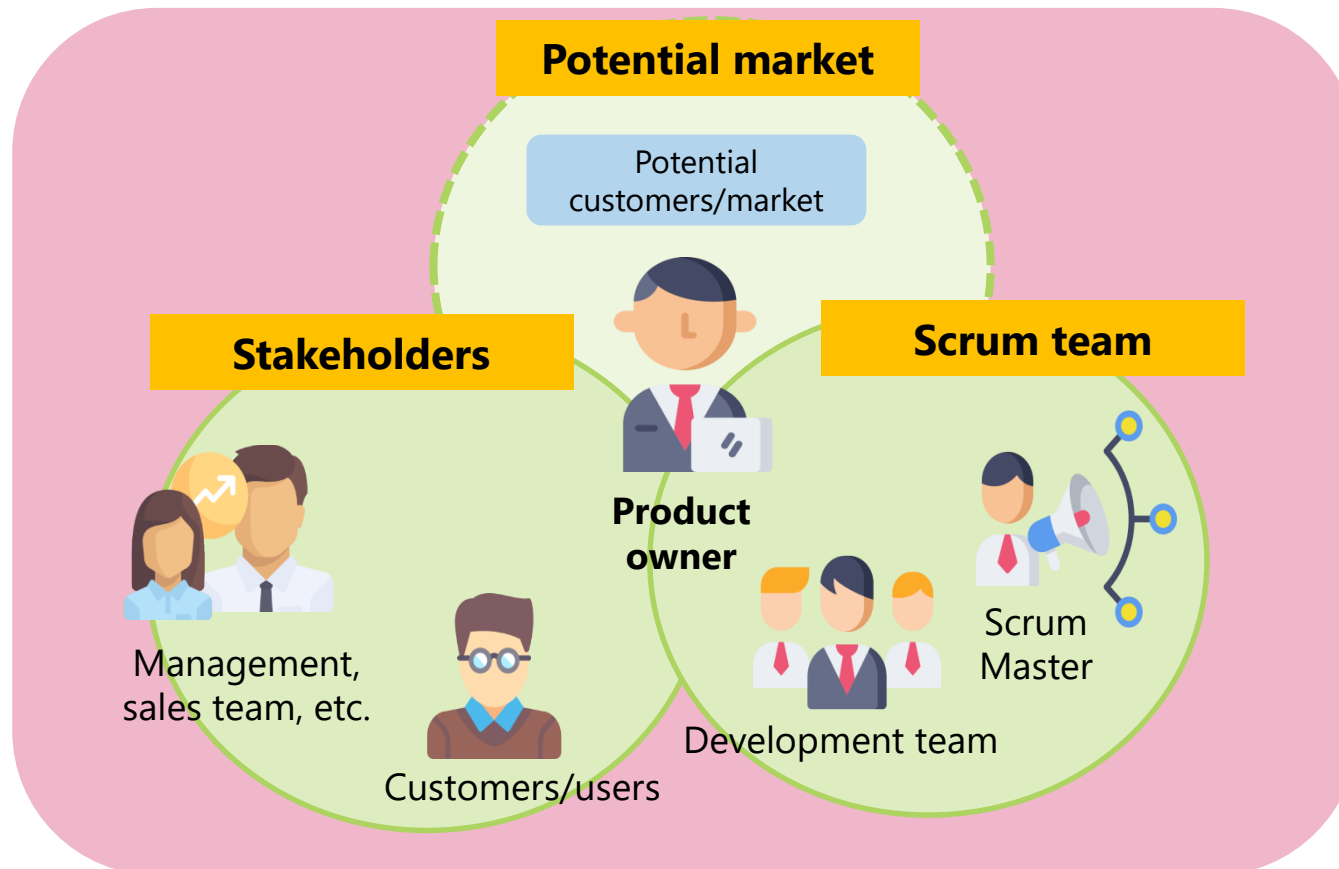 Potential market
Potential
customers/market
Stakeholders
Scrum team
Product
owner
Management,
sales team, etc.
Customers/users
Development team
Scrum
Master